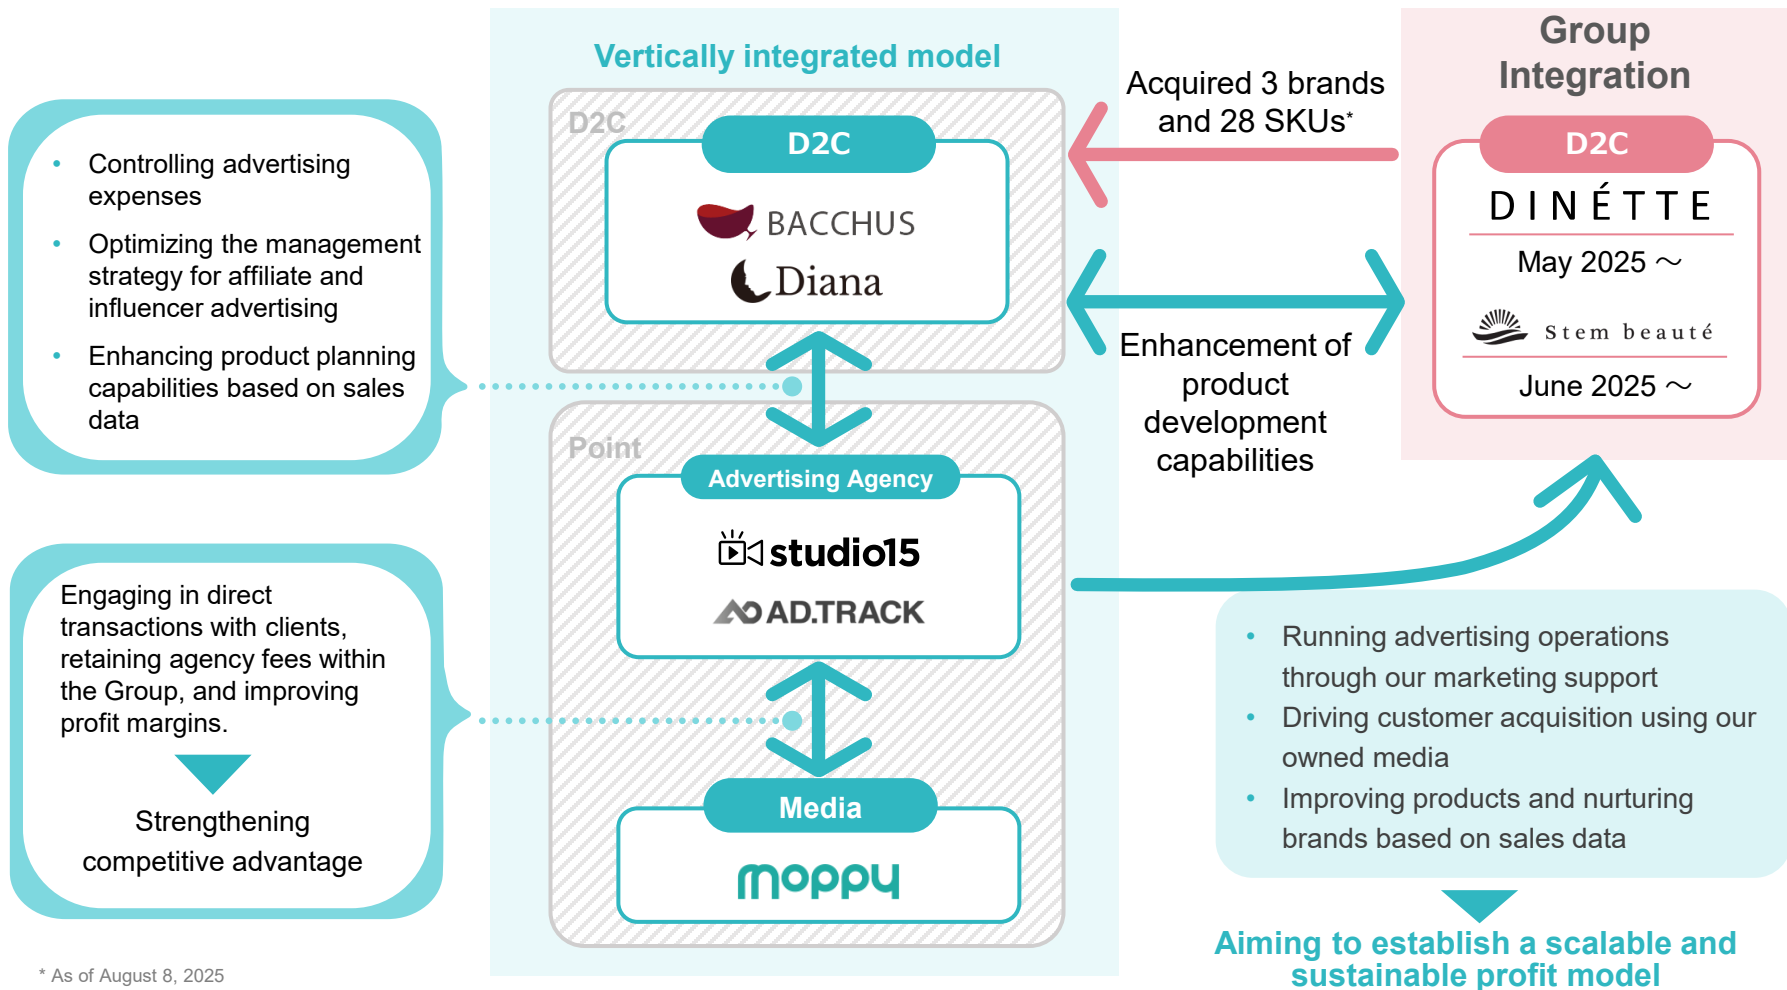 Vertically integrated model
Group
Integration
• Controlling advertising
expenses
• Optimizing the management
strategy for affiliate and
influencer advertising
• Enhancing product planning
capabilities based on sales
data
D2C
D2C
BACCHUS
Diana
Acquired 3 brands
and 28 SKUs*
D2C
DINÉTTE
May 2025 ～
Stem beauté
June 2025 ～
Enhancement of
product
development
capabilities
Point
Advertising Agency
studio15
AD.TRACK
Engaging in direct
transactions with clients,
retaining agency fees within
the Group, and improving
profit margins.
Strengthening
competitive advantage
Media
moppy
• Running advertising operations
through our marketing support
• Driving customer acquisition using our
owned media
• Improving products and nurturing
brands based on sales data
Aiming to establish a scalable and
sustainable profit model
* As of August 8, 2025